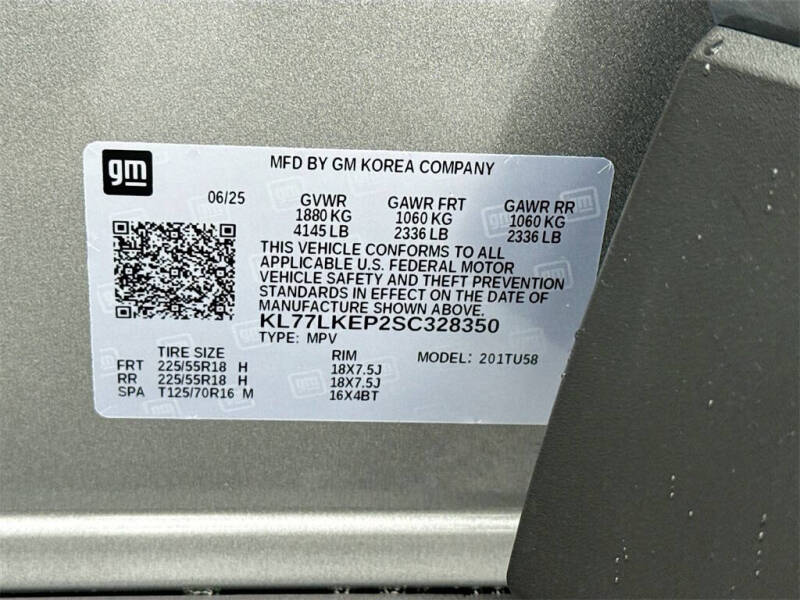 gm
MFD BY GM KOREA COMPANY
06/25 GVWR GAWR FRT GAWR RR
1880 KG 1060 KG 1060 KG
4145 LB 2336 LB 2336 LB
THIS VEHICLE CONFORMS TO ALL
APPLICABLE U.S. FEDERAL MOTOR
VEHICLE SAFETY AND THEFT PREVENTION
STANDARDS IN EFFECT ON THE DATE OF
MANUFACTURE SHOWN ABOVE.
KL77LKEP2SC328350
TYPE: MPV
TIRE SIZE RIM MODEL: 201TU58
FRT 225/55R18 H 18X7.5J
RR 225/55R18 H 18X7.5J
SPA T125/70R16 M 16X4BT